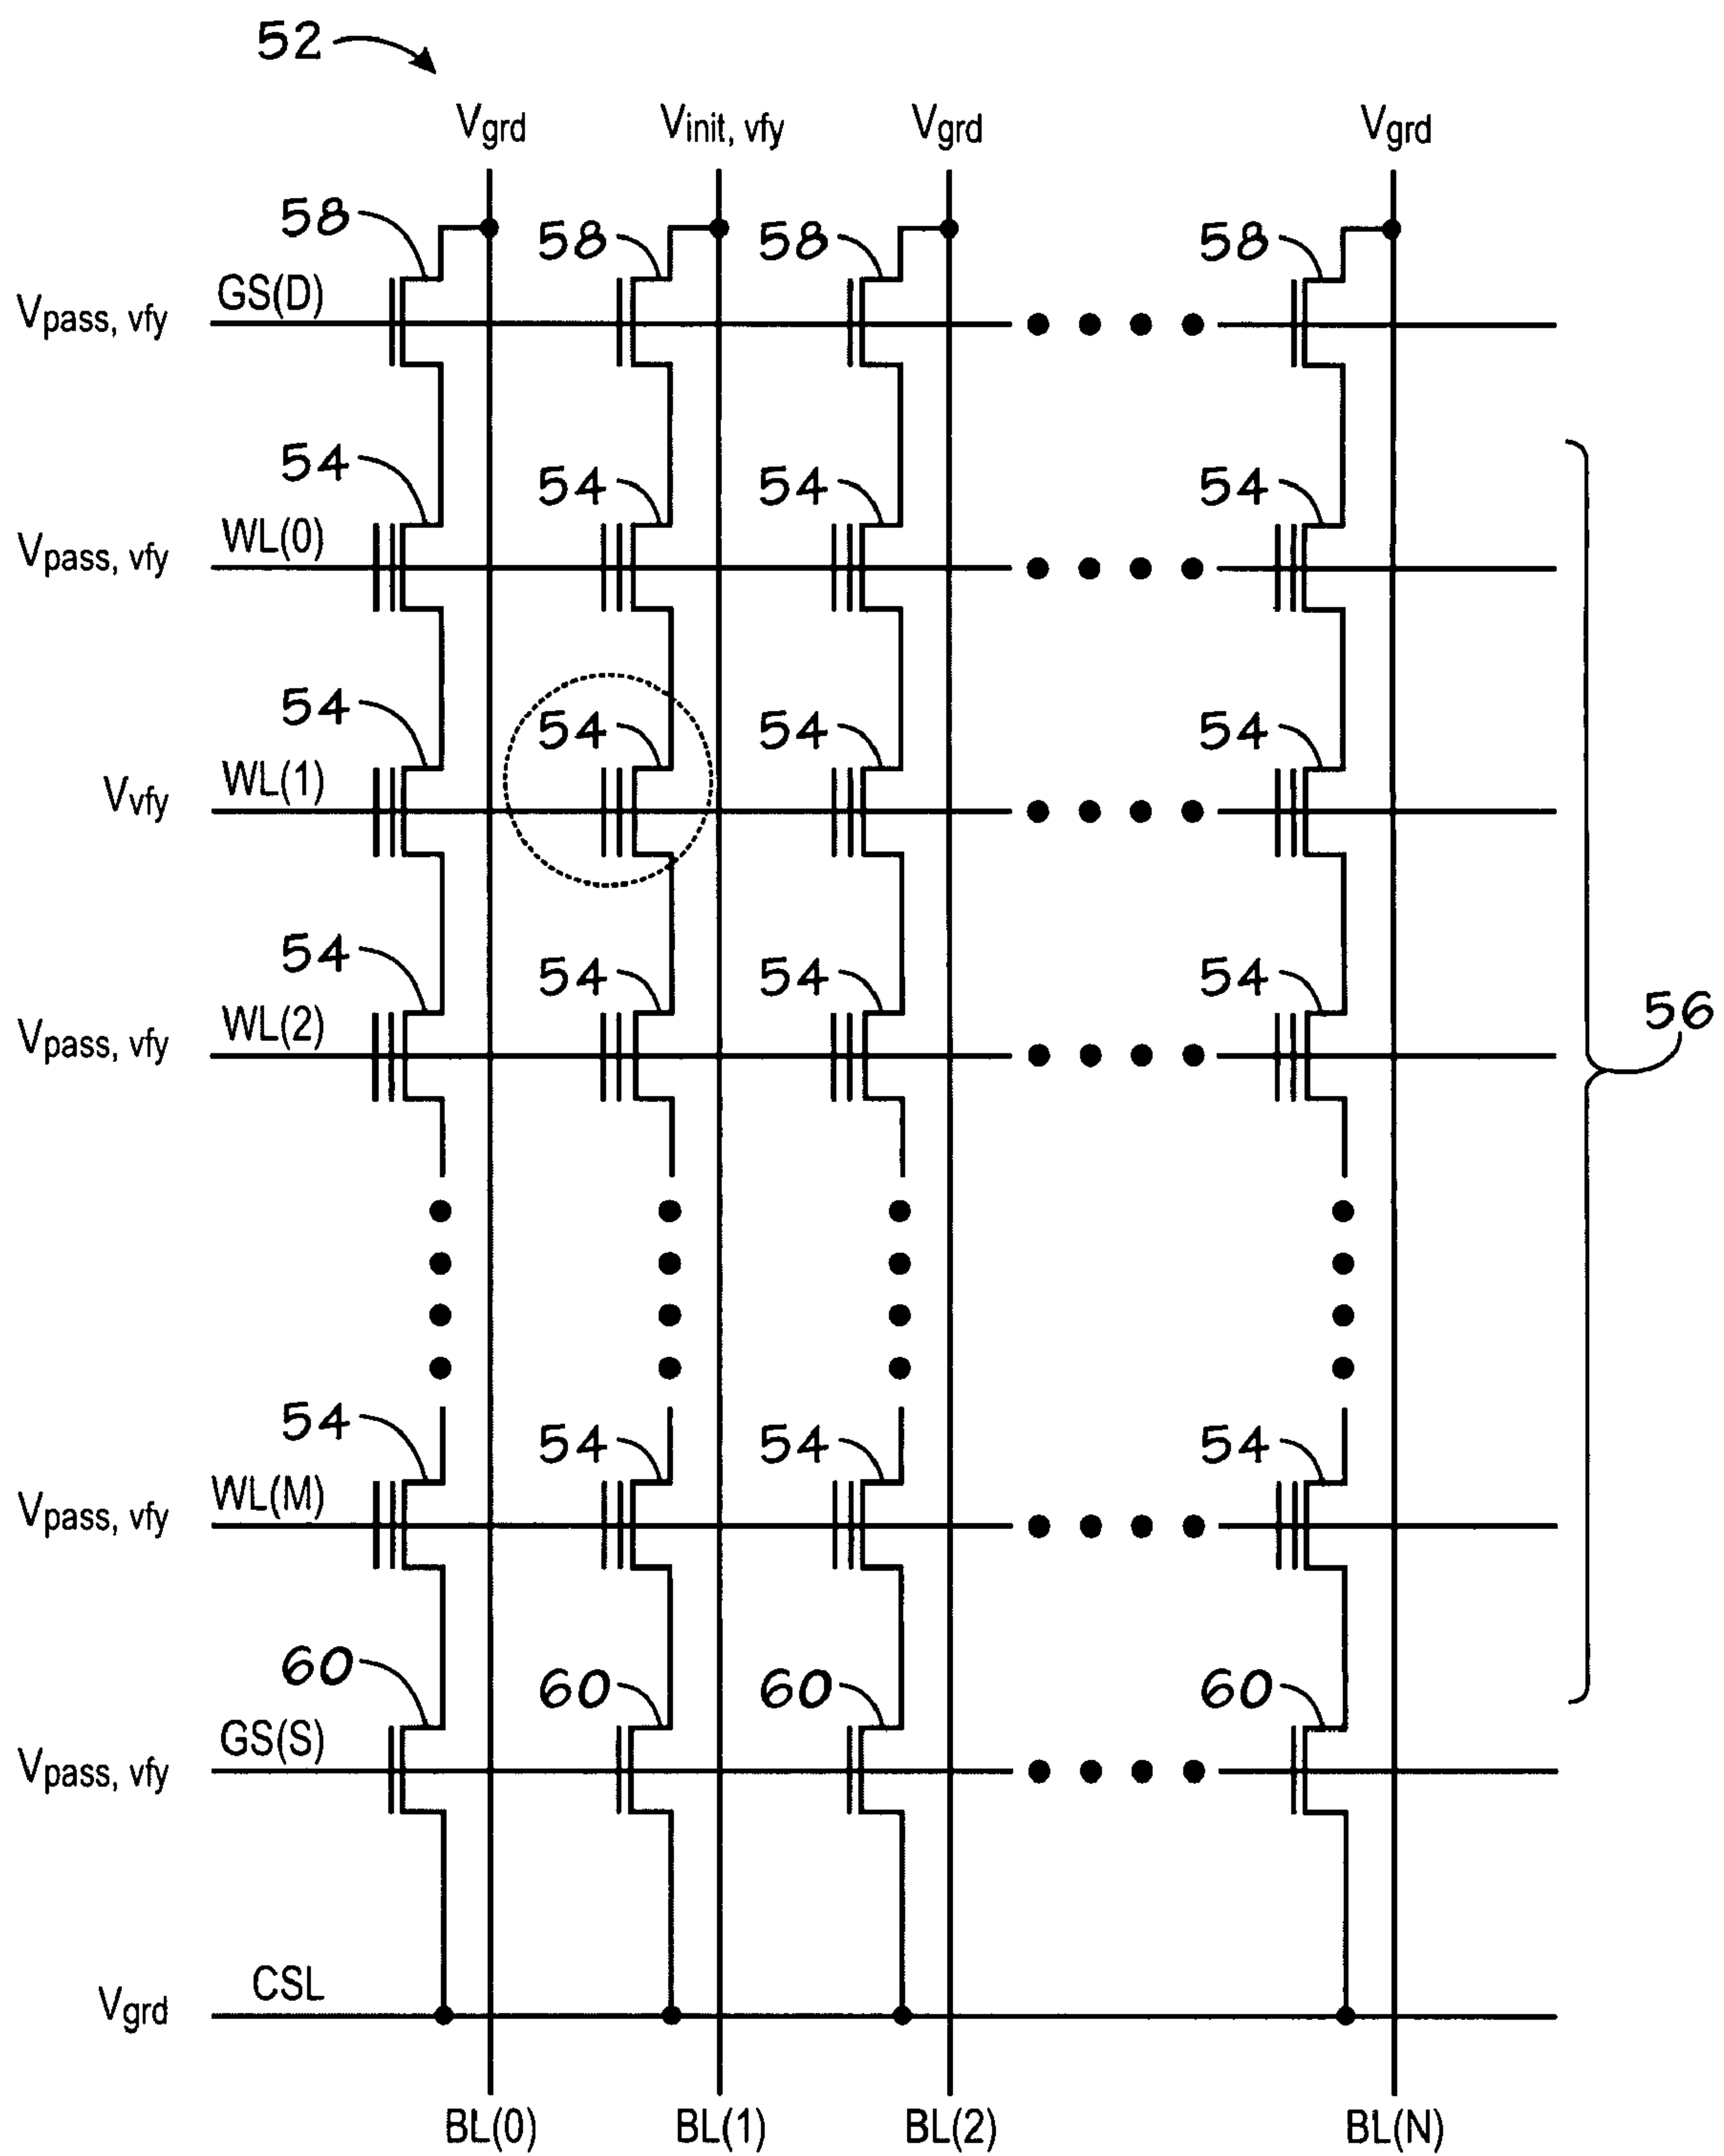 52
Vgrd Vinit, vfy Vgrd Vgrd
58 58 58 58
Vpass, vfy GS(D)
54 54 54 54
Vpass, vfy WL(0)
54 54 54 54
Vvfy WL(1)
54 54 54 54
Vpass, vfy WL(2)
56
54 54 54 54
Vpass, vfy WL(M)
60 60 60 60
Vpass, vfy GS(S)
Vgrd CSL
BL(0) BL(1) BL(2) BL(N)